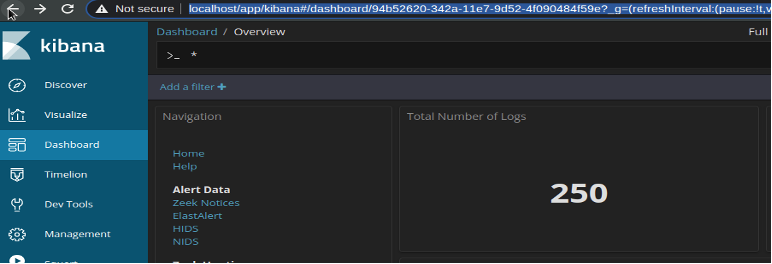 Not secure localhost/app/kibana#/dashboard/94b52620-342a-11e7-9d52-4f090484f59e?_g=(refreshInterval:(pause:!t,v
kibana
Dashboard / Overview Full
>_ *
Add a filter +
Discover
Visualize
Dashboard
Timelion
Dev Tools
Management
Navigation
Home
Help
Alert Data
Zeek Notices
ElastAlert
HIDS
NIDS
Total Number of Logs
250